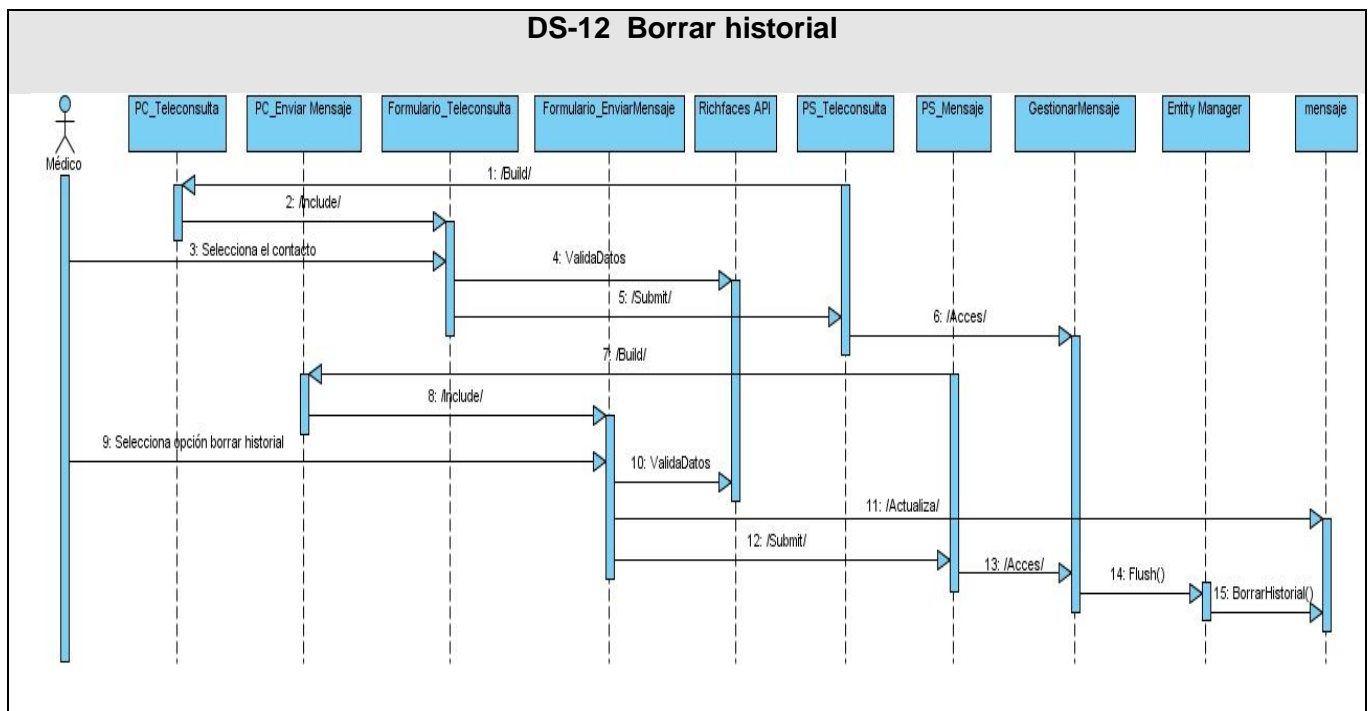 DS-12 Borrar historial
Médico
PC_Teleconsulta
PC_Enviar Mensaje
Formulario_Teleconsulta
Formulario_EnviarMensaje
Richfaces API
PS_Teleconsulta
PS_Mensaje
GestionarMensaje
Entity Manager
mensaje
1: /Build/
2: /Include/
3: Selecciona el contacto
4: ValidaDatos
5: /Submit/
6: /Acces/
7: /Build/
8: /Include/
9: Selecciona opción borrar historial
10: ValidaDatos
11: /Actualiza/
12: /Submit/
13: /Acces/
14: Flush()
15: BorrarHistorial()